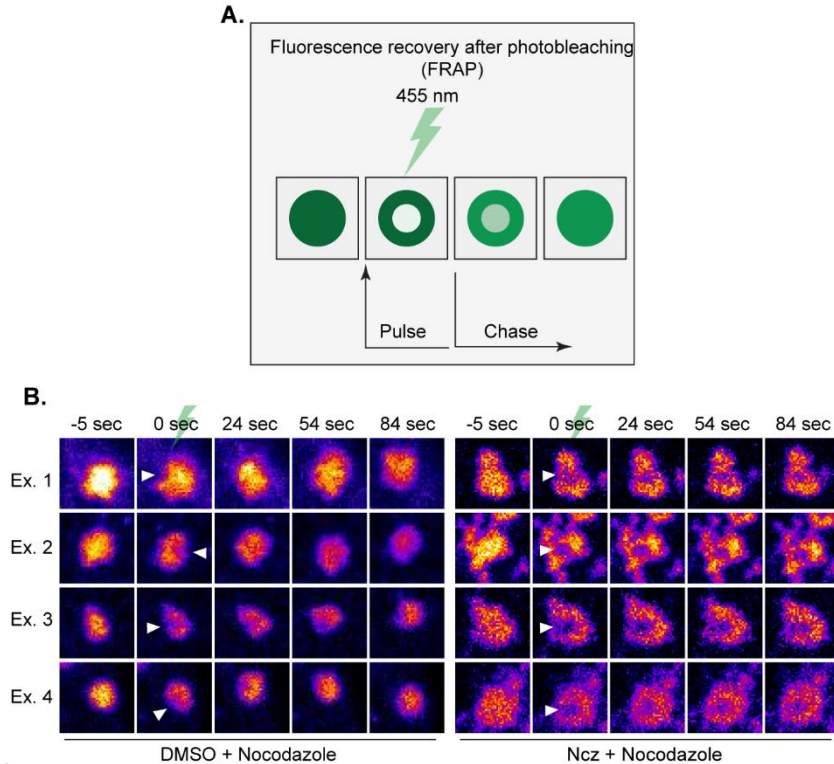 A.
Fluorescence recovery after photobleaching
(FRAP)
455 nm
Pulse
Chase
B.
-5 sec 0 sec 24 sec 54 sec 84 sec -5 sec 0 sec 24 sec 54 sec 84 sec
Ex. 1
Ex. 2
Ex. 3
Ex. 4
DMSO + Nocodazole
Ncz + Nocodazole